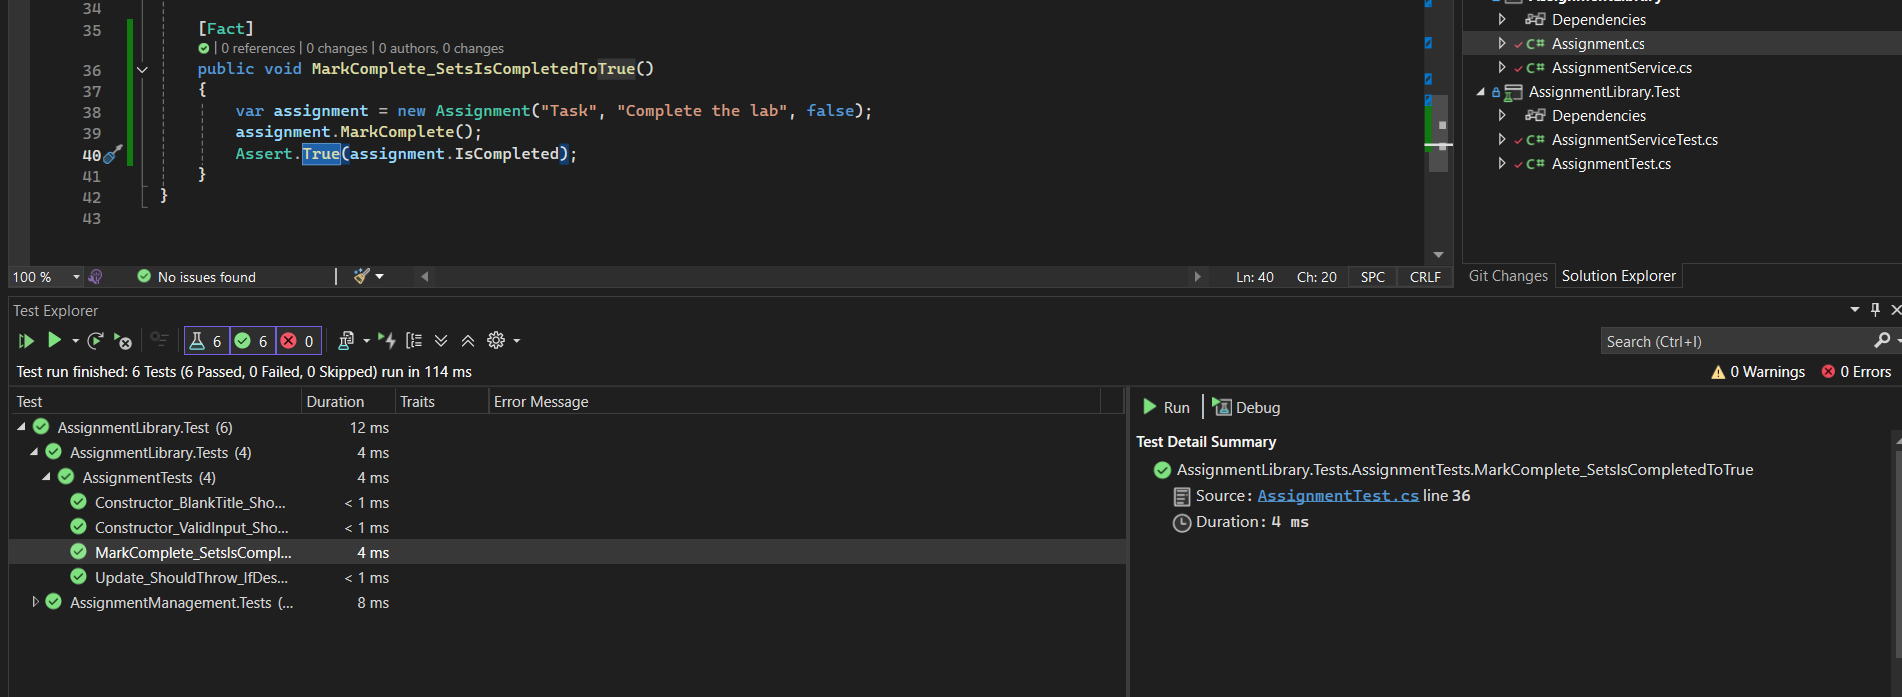 34
AssignmentLibrary
35 [Fact]
0 references | 0 changes | 0 authors, 0 changes
36 public void MarkComplete_SetsIsCompletedToTrue()
37 {
38 var assignment = new Assignment("Task", "Complete the lab", false);
39 assignment.MarkComplete();
40 Assert.True(assignment.IsCompleted);
41 }
42 }
43
Dependencies
C# Assignment.cs
C# AssignmentService.cs
AssignmentLibrary.Test
Dependencies
C# AssignmentServiceTest.cs
C# AssignmentTest.cs
100 % No issues found Ln: 40 Ch: 20 SPC CRLF
Git Changes Solution Explorer
Test Explorer
6 6 0
Search (Ctrl+I)
Test run finished: 6 Tests (6 Passed, 0 Failed, 0 Skipped) run in 114 ms
0 Warnings 0 Errors
Test Duration Traits Error Message
AssignmentLibrary.Test (6) 12 ms
AssignmentLibrary.Tests (4) 4 ms
AssignmentTests (4) 4 ms
Constructor_BlankTitle_Sho... < 1 ms
Constructor_ValidInput_Sho... < 1 ms
MarkComplete_SetsIsCompl... 4 ms
Update_ShouldThrow_IfDes... < 1 ms
AssignmentManagement.Tests (... 8 ms
Run Debug
Test Detail Summary
AssignmentLibrary.Tests.AssignmentTests.MarkComplete_SetsIsCompletedToTrue
Source: AssignmentTest.cs line 36
Duration: 4 ms